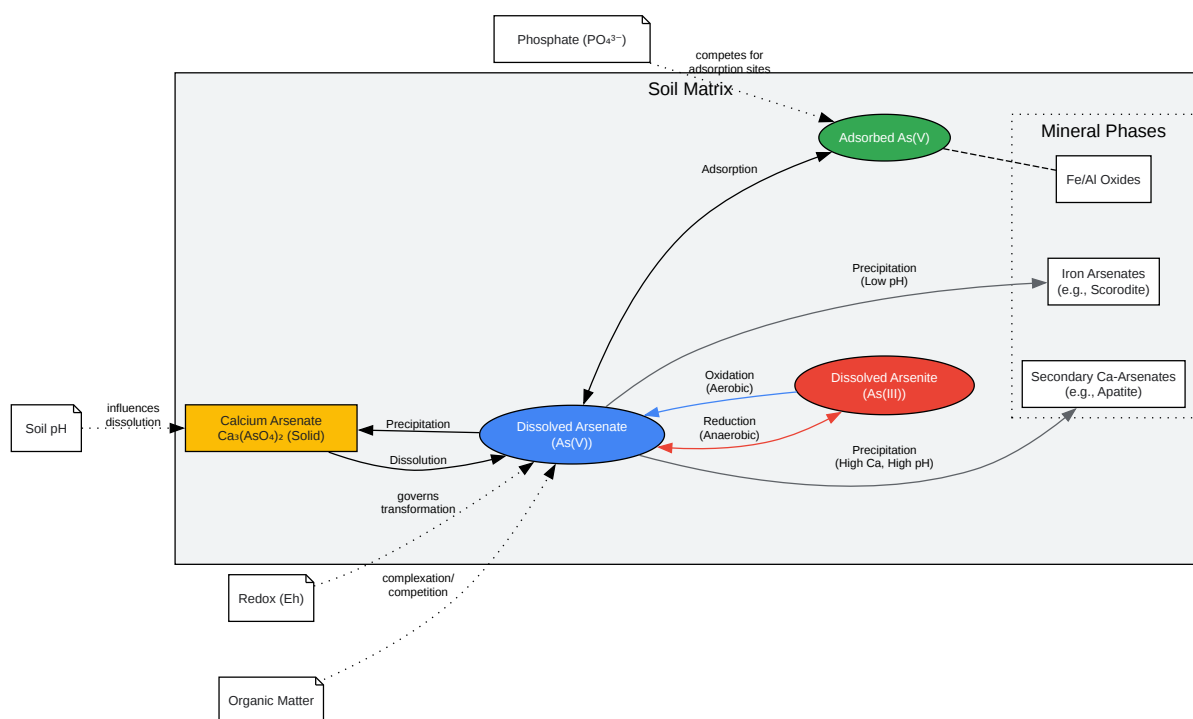 Phosphate (PO₄³⁻)
competes for
adsorption sites
Soil Matrix
Adsorbed As(V)
Mineral Phases
Adsorption
Fe/Al Oxides
Precipitation
(Low pH)
Iron Arsenates
(e.g., Scorodite)
Oxidation
(Aerobic)
Dissolved Arsenite
(As(III))
Secondary Ca-Arsenates
(e.g., Apatite)
Soil pH
influences
dissolution
Calcium Arsenate
Ca₃(AsO₄)₂ (Solid)
Precipitation
Dissolution
Dissolved Arsenate
(As(V))
Reduction
(Anaerobic)
Precipitation
(High Ca, High pH)
governs
transformation
Redox (Eh)
complexation/
competition
Organic Matter